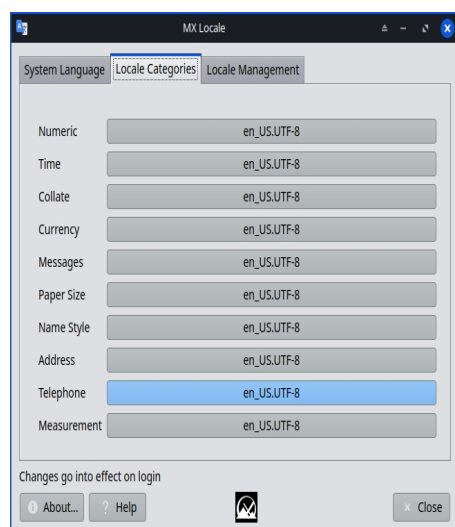 MX Locale
System Language Locale Categories Locale Management
Numeric en_US.UTF-8
Time en_US.UTF-8
Collate en_US.UTF-8
Currency en_US.UTF-8
Messages en_US.UTF-8
Paper Size en_US.UTF-8
Name Style en_US.UTF-8
Address en_US.UTF-8
Telephone en_US.UTF-8
Measurement en_US.UTF-8
Changes go into effect on login
About... ? Help × Close